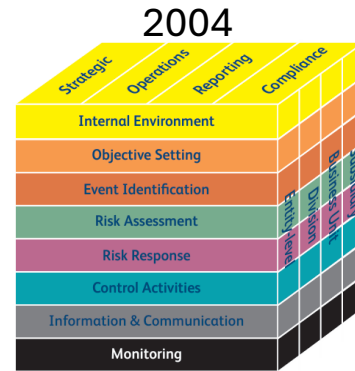 2004
Strategic
Operations
Reporting
Compliance
Internal Environment
Objective Setting
Event Identification
Risk Assessment
Risk Response
Control Activities
Information & Communication
Monitoring
Entity-level
Division
Business Unit